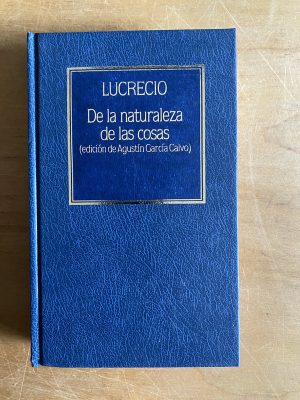 LUCRECIO
De la naturaleza
de las cosas
(edición de Agustín García Calvo)